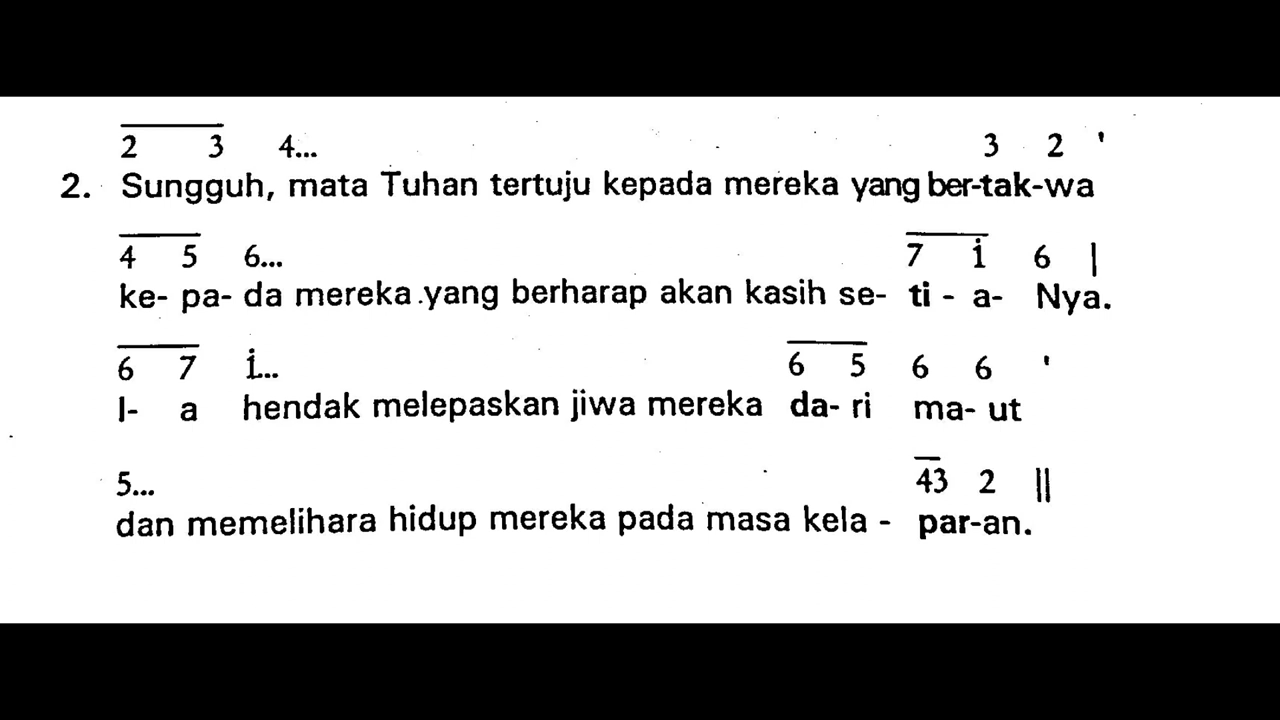 2 3 4... 3 2 '
2. Sungguh, mata Tuhan tertuju kepada mereka yang ber-tak-wa
4 5 6... 7 i 6 |
ke- pa- da mereka yang berharap akan kasih se- ti - a- Nya.
6 7 i... 6 5 6 6 '
I- a hendak melepaskan jiwa mereka da- ri ma- ut
5... 43 2 ||
dan memelihara hidup mereka pada masa kela - par-an.